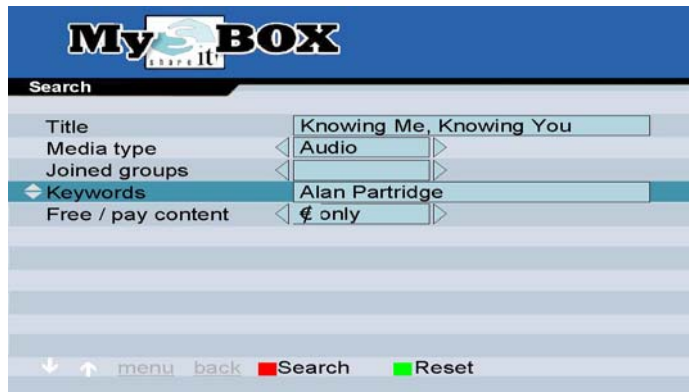 My BOX
share it!
Search
Title Knowing Me, Knowing You
Media type Audio
Joined groups
Keywords Alan Partridge
Free / pay content ¢ only
menu back Search Reset